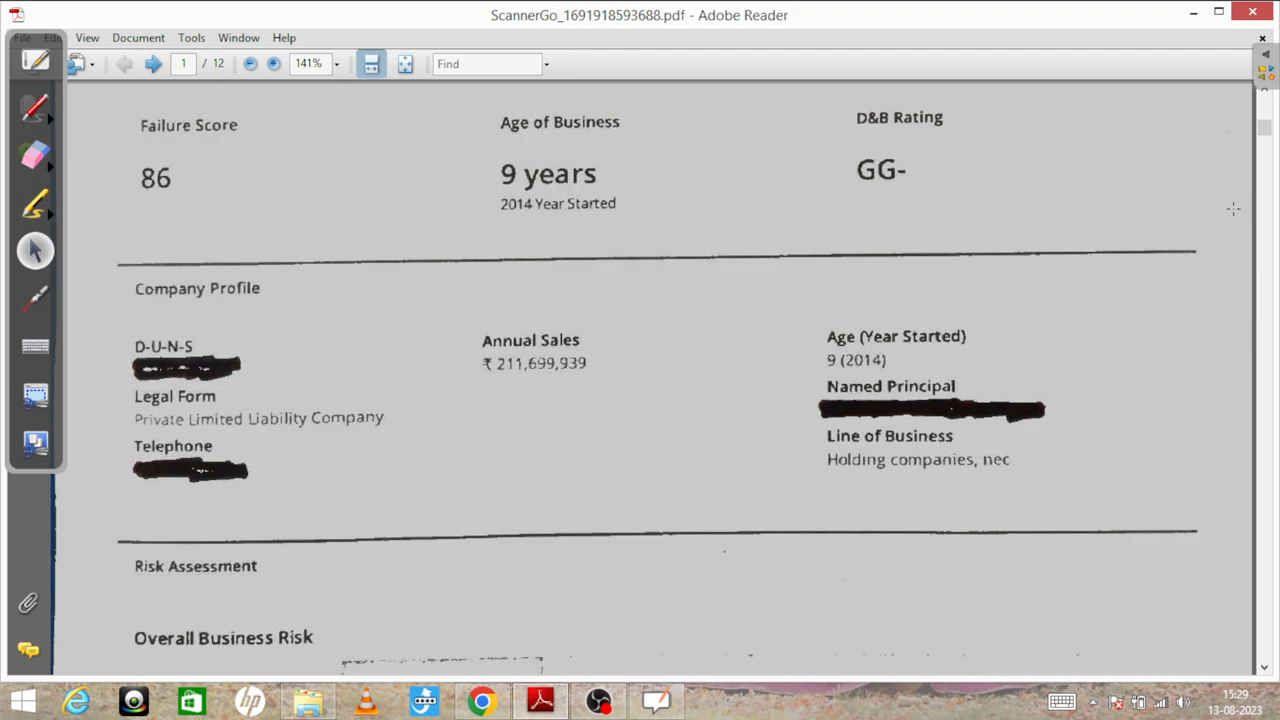 ScannerGo_1691918593688.pdf - Adobe Reader
File Edit View Document Tools Window Help
1 / 12 141% Find
Failure Score
86
Age of Business
9 years
2014 Year Started
D&B Rating
GG-
Company Profile
D-U-N-S
Legal Form
Private Limited Liability Company
Telephone
Annual Sales
₹ 211,699,939
Age (Year Started)
9 (2014)
Named Principal
Line of Business
Holding companies, nec
Risk Assessment
Overall Business Risk
hp
15:29
13-08-2023